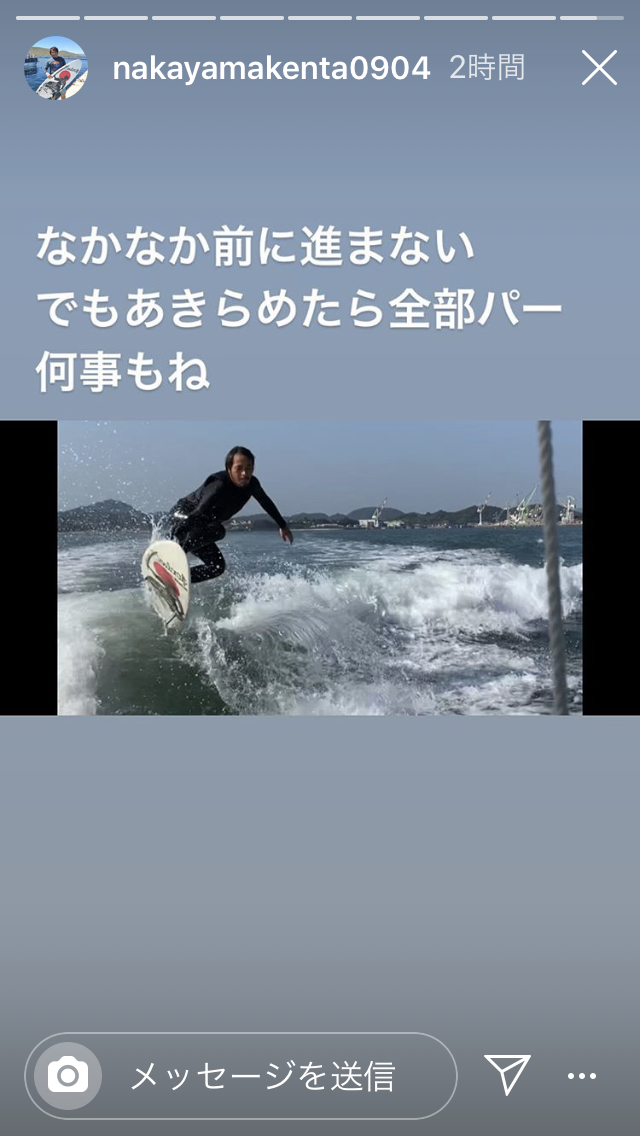 nakayamakenta0904 2時間
なかなか前に進まない
でもあきらめたら全部パー
何事もね
メッセージを送信